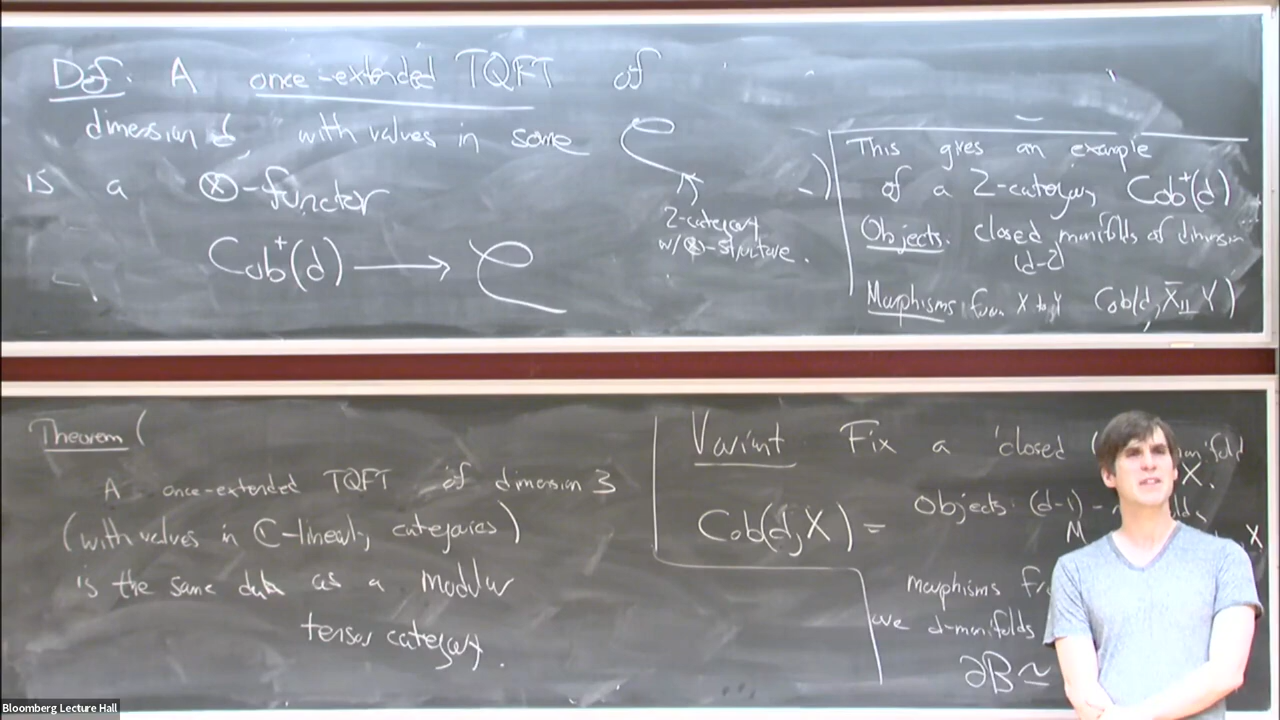 Def. A once-extended TQFT of
dimension d, with values in some 𝒞
is a ⊗-functor
Cob⁺(d) → 𝒞
2-category
w/ ⊗-structure.
This gives an example
of a 2-category Cob⁺(d)
Objects: closed manifolds of dimension
(d-2)
Morphisms from X to Y Cob(d, X̄ ⨿ Y)
Theorem (
A once-extended TQFT of dimension 3
(with values in ℂ-linear categories)
is the same data as a modular
tensor category.
Variant. Fix a closed (
X.
Cob(d, X) =
Objects: (d-1)-
M
X
morphisms
are d-manifolds
∂B ≃
Bloomberg Lecture Hall